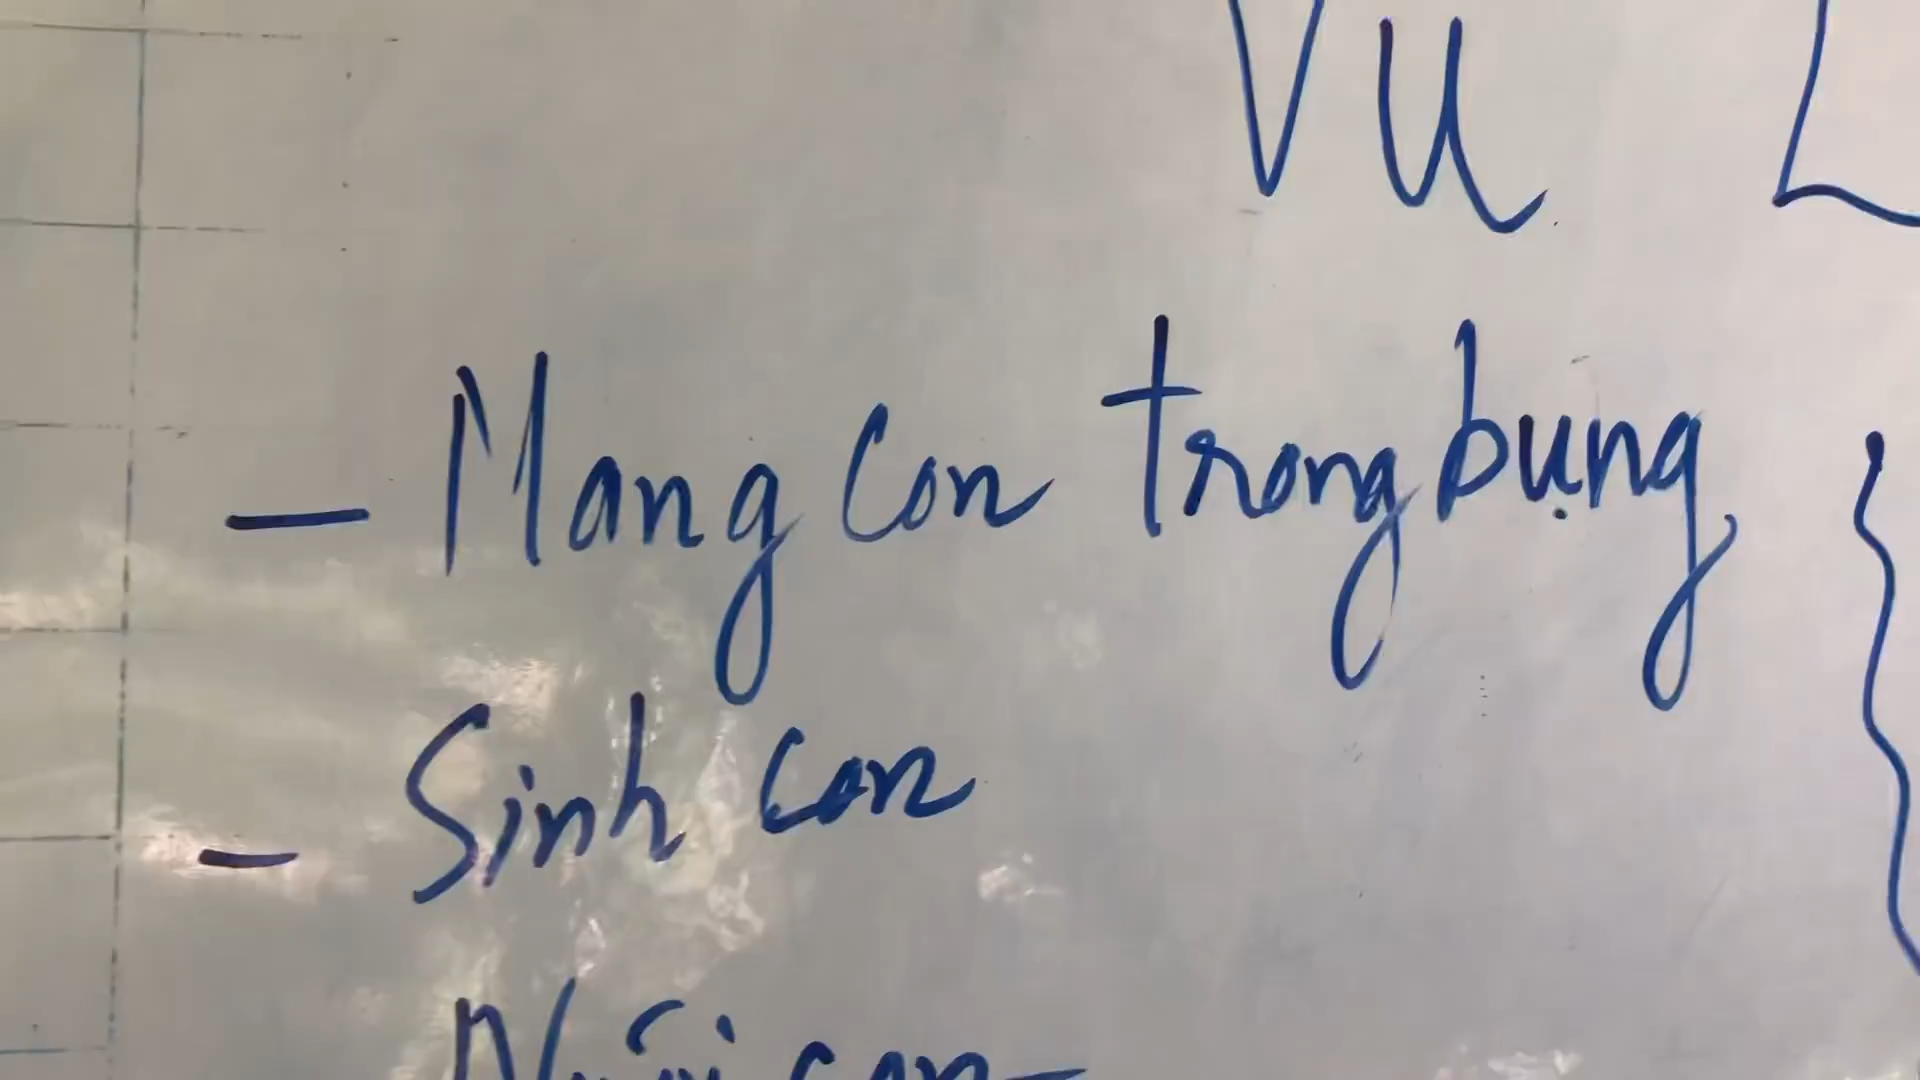 VU L
- Mang con trong bụng
- Sinh con
Nuôi con